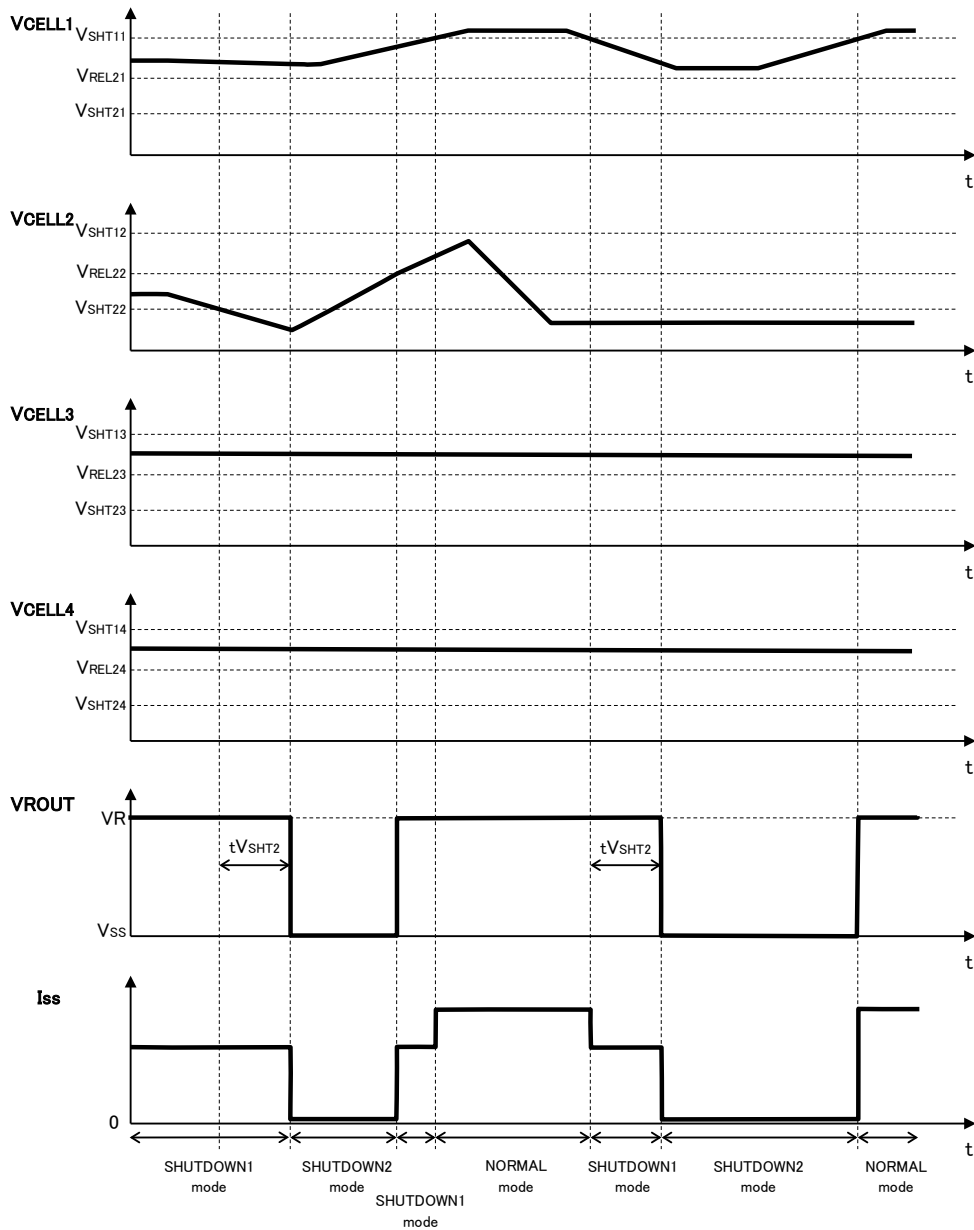 VCELL1
VSHT11
VREL21
VSHT21
t
VCELL2
VSHT12
VREL22
VSHT22
t
VCELL3
VSHT13
VREL23
VSHT23
t
VCELL4
VSHT14
VREL24
VSHT24
t
VROUT
VR
tVSHT2
tVSHT2
VSS
t
Iss
0
t
SHUTDOWN1
mode
SHUTDOWN2
mode
SHUTDOWN1
mode
NORMAL
mode
SHUTDOWN1
mode
SHUTDOWN2
mode
NORMAL
mode